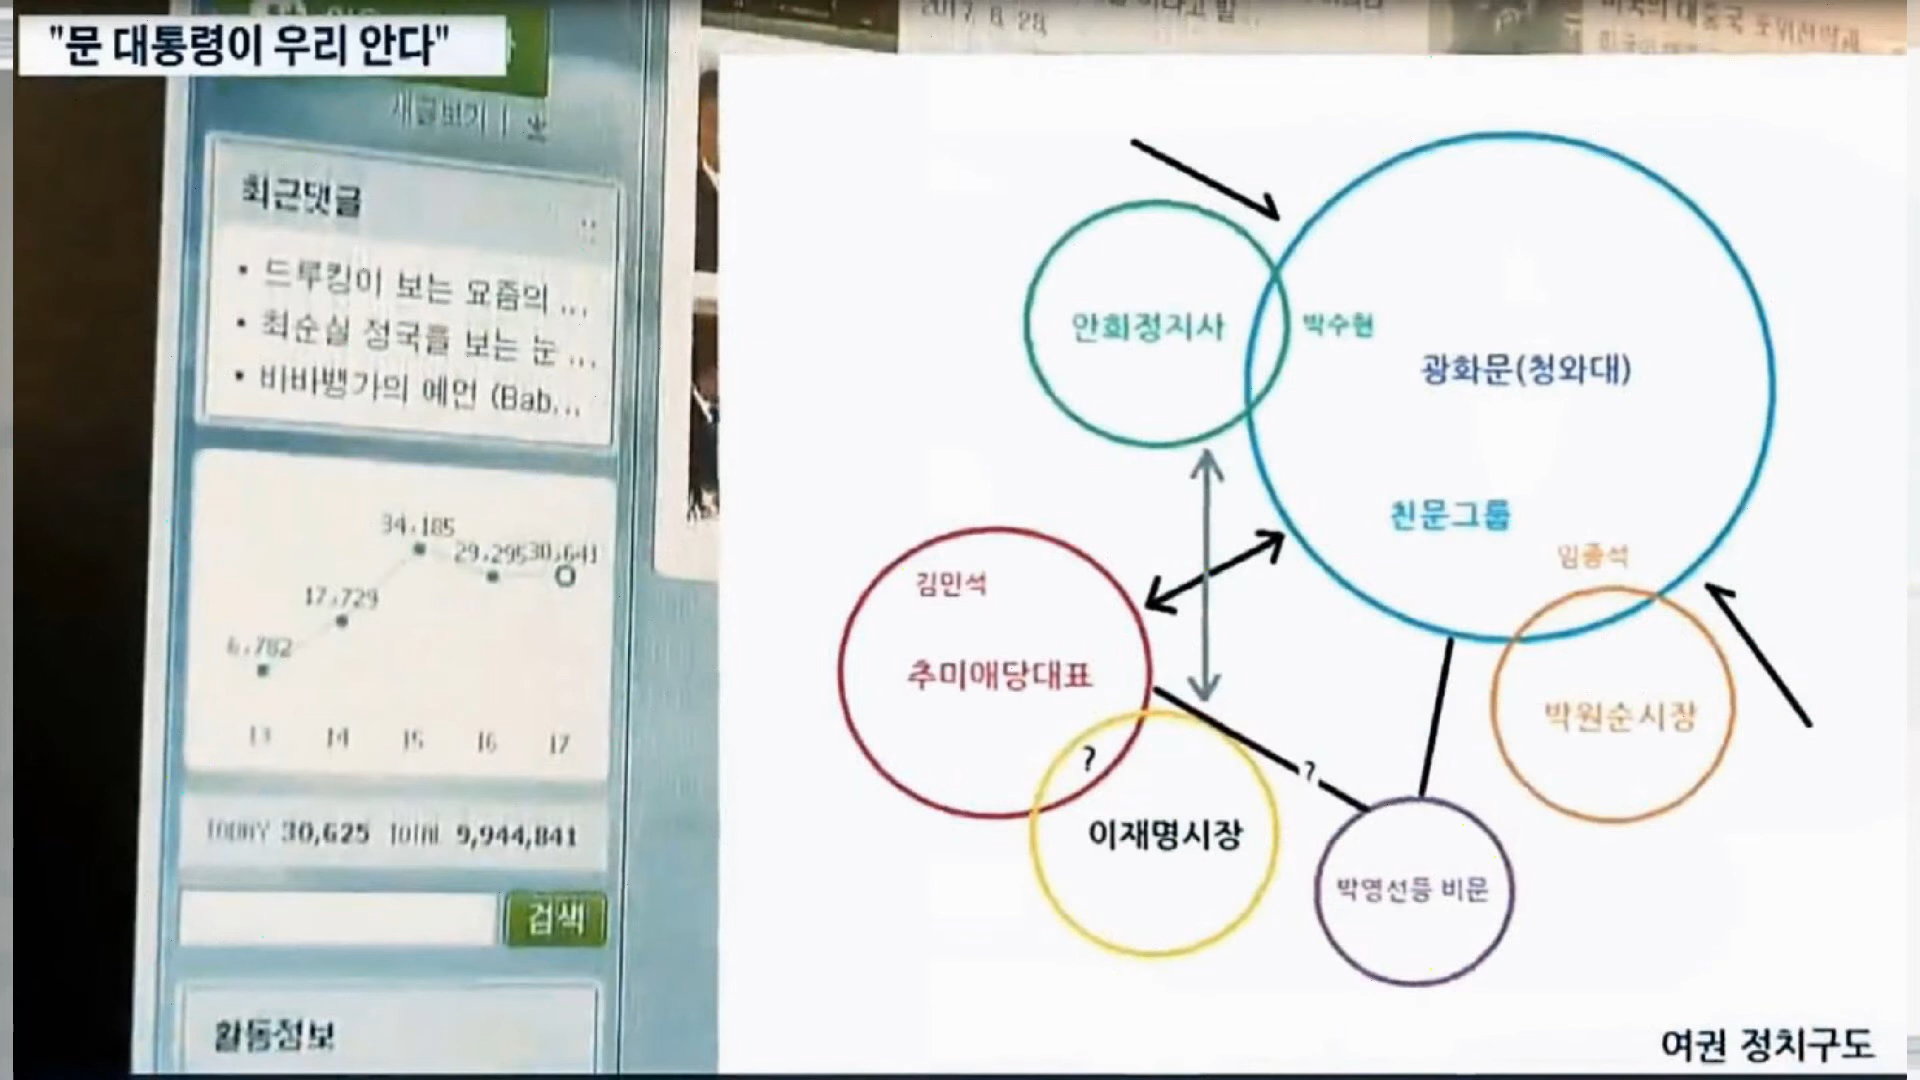 "문 대통령이 우리 안다"
2017. 6. 28.
새글보기 |
최근댓글
• 드루킹이 보는 요즘의 ...
• 최순실 정국을 보는 눈 ...
• 바바뱅가의 예언 (Bab...
34,185
29,295 30,641
17,729
6,782
13 14 15 16 17
TODAY 30,625 TOTAL 9,944,841
검색
활동정보
안희정지사
박수현
광화문(청와대)
친문그룹
임종석
김민석
추미애당대표
박원순시장
?
?
이재명시장
박영선등 비문
여권 정치구도